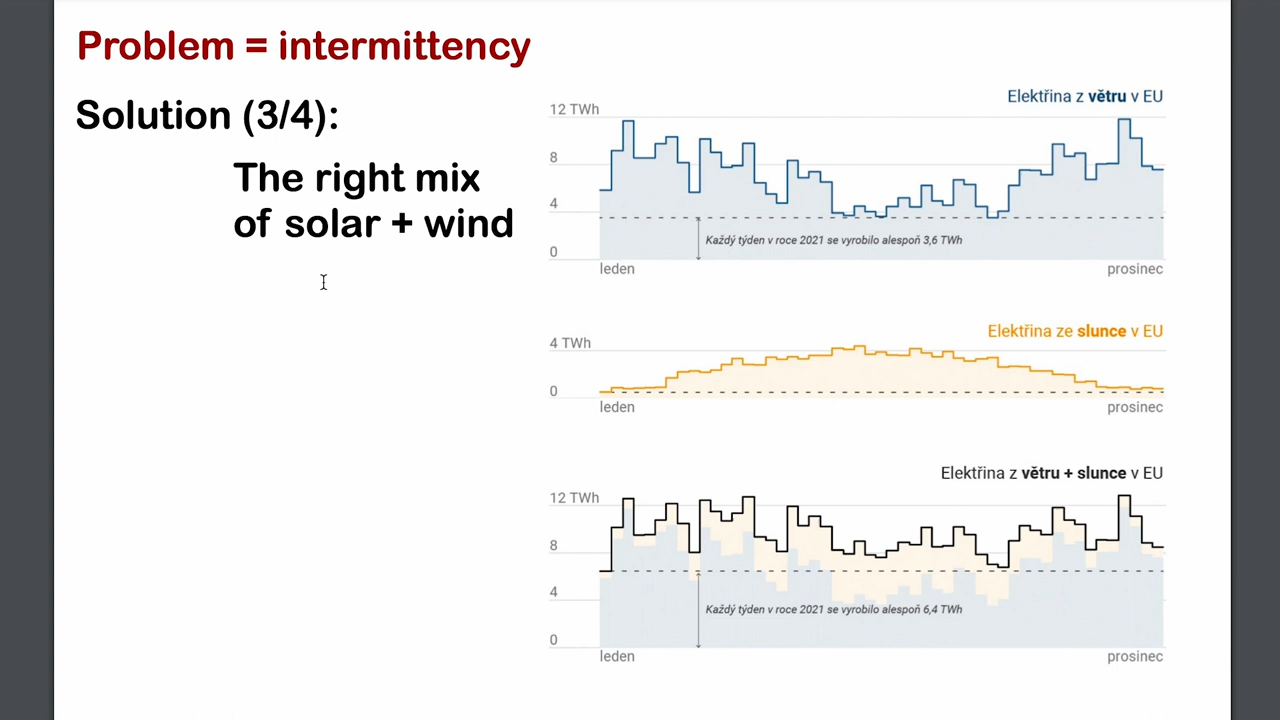 Problem = intermittency
Solution (3/4):
The right mix
of solar + wind
Elektřina z větru v EU
12 TWh
8
4
0
Každý týden v roce 2021 se vyrobilo alespoň 3,6 TWh
leden
prosinec
Elektřina ze slunce v EU
4 TWh
0
leden
prosinec
Elektřina z větru + slunce v EU
12 TWh
8
4
0
Každý týden v roce 2021 se vyrobilo alespoň 6,4 TWh
leden
prosinec